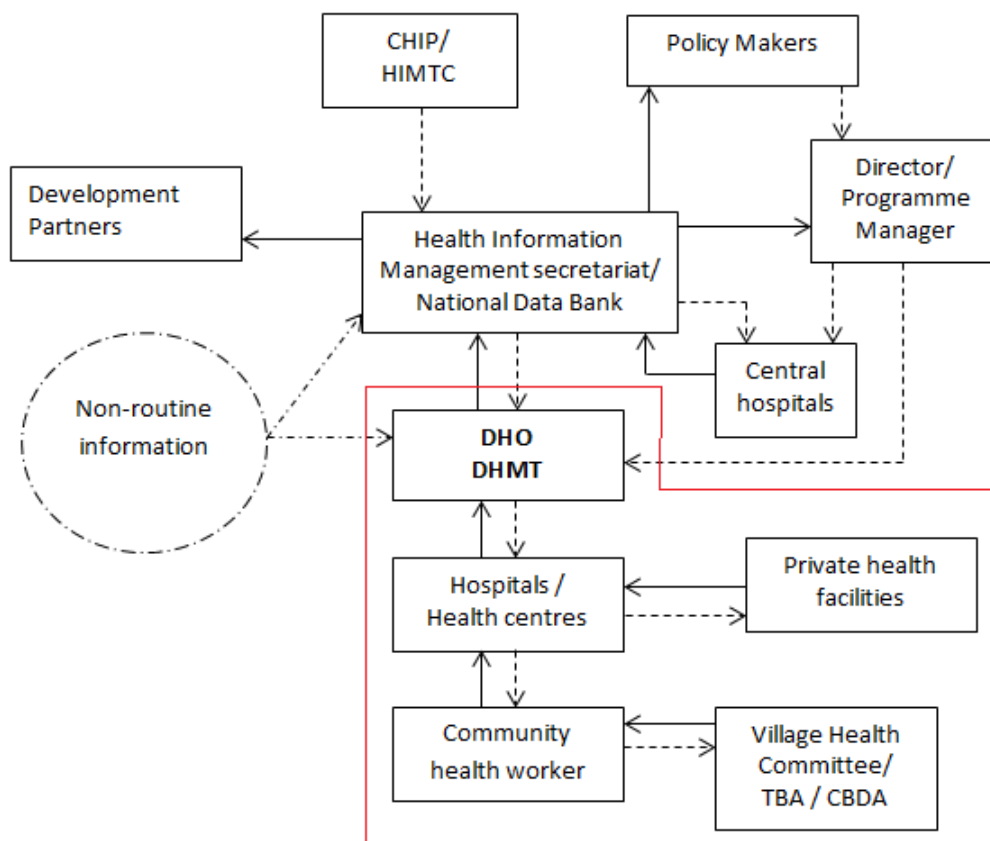 CHIP/
HIMTC
Policy Makers
Development
Partners
Health Information
Management secretariat/
National Data Bank
Director/
Programme
Manager
Non-routine
information
Central
hospitals
DHO
DHMT
Hospitals /
Health centres
Private health
facilities
Community
health worker
Village Health
Committee/
TBA / CBDA